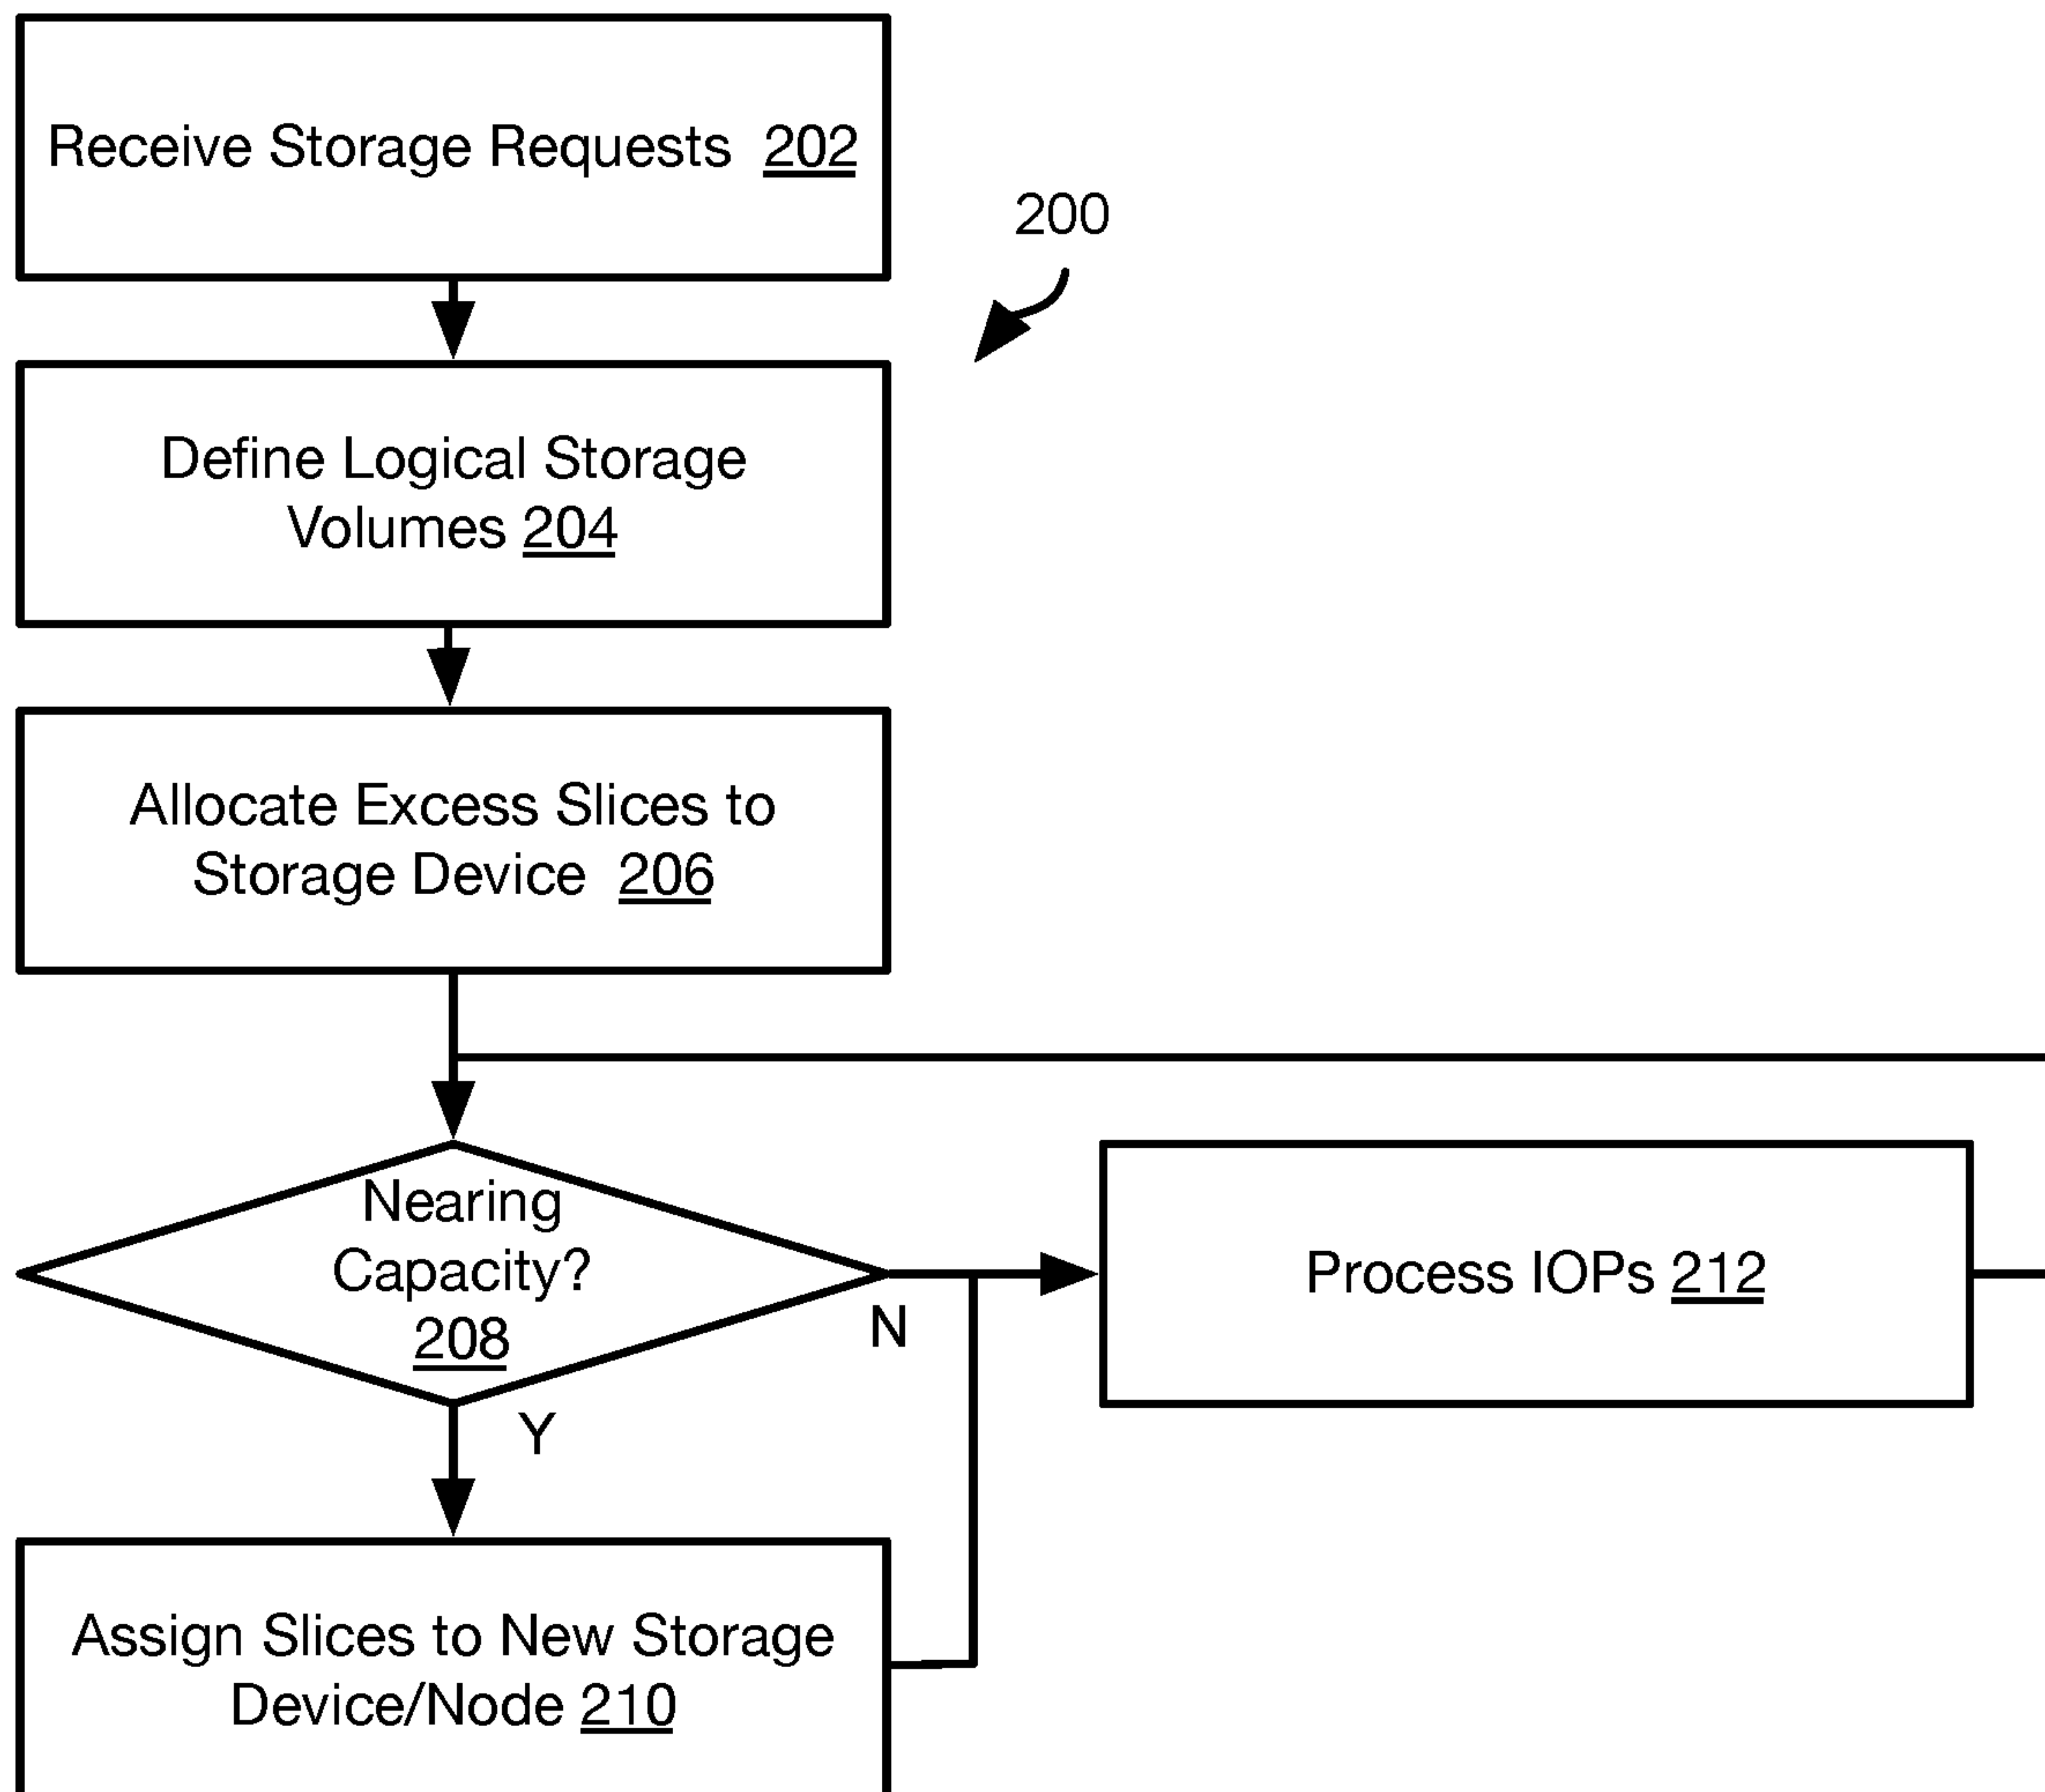 Receive Storage Requests 202
200
Define Logical Storage
Volumes 204
Allocate Excess Slices to
Storage Device 206
Nearing
Capacity?
208
N
Process IOPs 212
Y
Assign Slices to New Storage
Device/Node 210